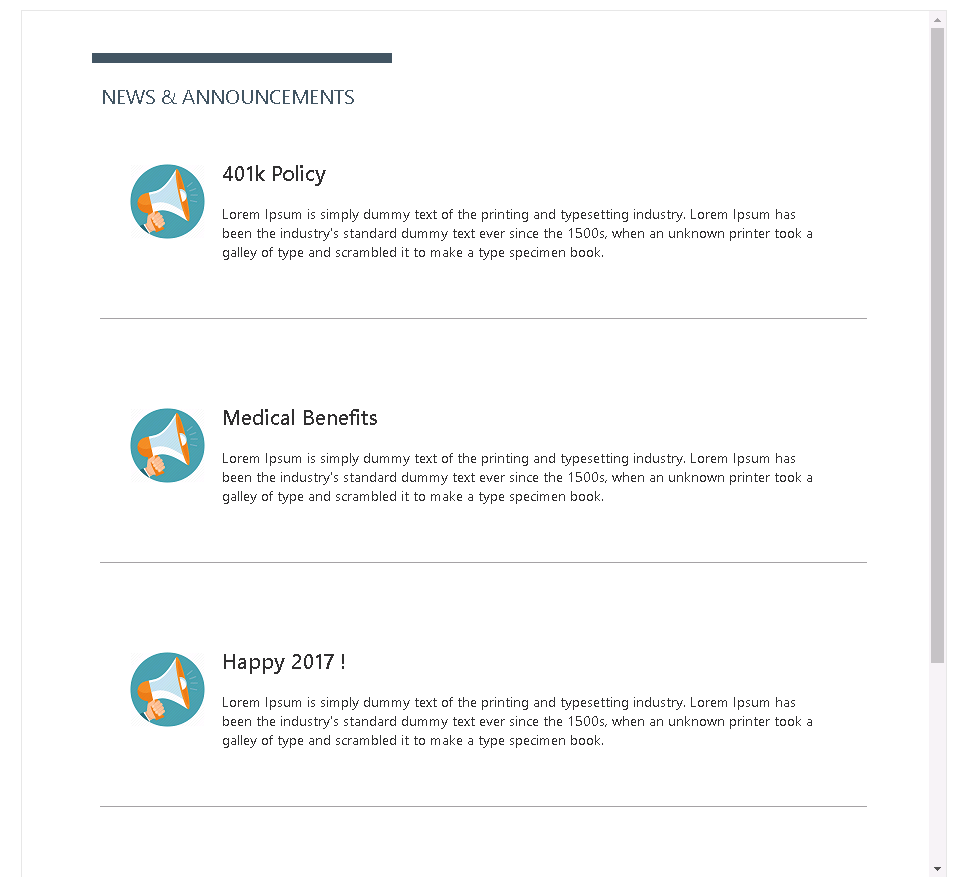 NEWS & ANNOUNCEMENTS
401k Policy
Lorem Ipsum is simply dummy text of the printing and typesetting industry. Lorem Ipsum has
been the industry's standard dummy text ever since the 1500s, when an unknown printer took a
galley of type and scrambled it to make a type specimen book.
Medical Benefits
Lorem Ipsum is simply dummy text of the printing and typesetting industry. Lorem Ipsum has
been the industry's standard dummy text ever since the 1500s, when an unknown printer took a
galley of type and scrambled it to make a type specimen book.
Happy 2017 !
Lorem Ipsum is simply dummy text of the printing and typesetting industry. Lorem Ipsum has
been the industry's standard dummy text ever since the 1500s, when an unknown printer took a
galley of type and scrambled it to make a type specimen book.